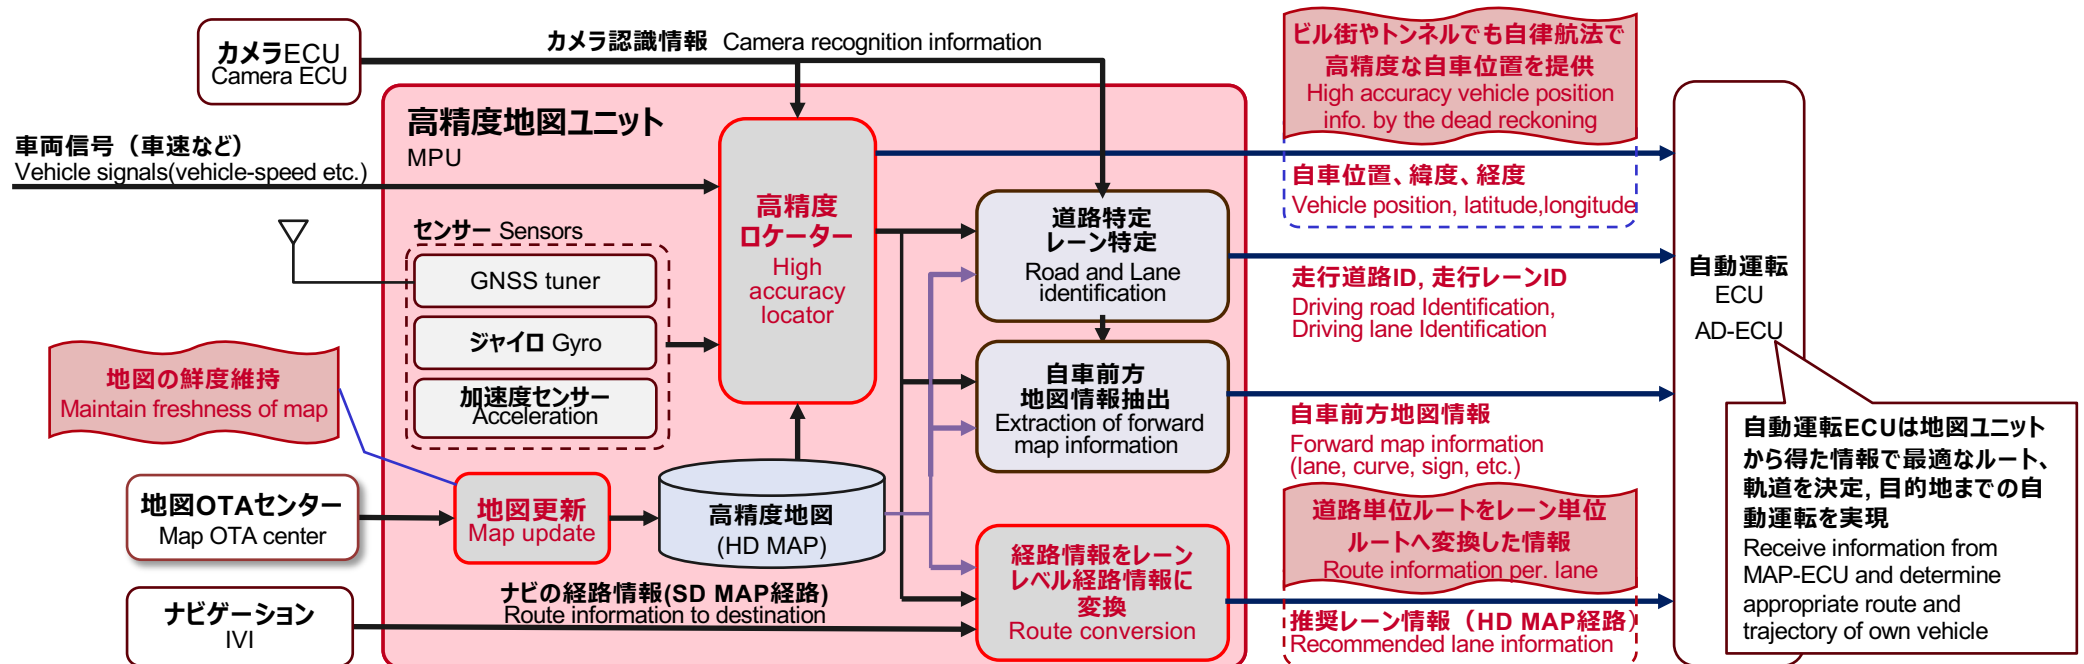 カメラECU
Camera ECU
カメラ認識情報 Camera recognition information
ビル街やトンネルでも自律航法で
高精度な自車位置を提供
High accuracy vehicle position
info. by the dead reckoning
高精度地図ユニット
MPU
車両信号（車速など）
Vehicle signals(vehicle-speed etc.)
自車位置、緯度、経度
Vehicle position, latitude,longitude
高精度
ロケーター
High
accuracy
locator
道路特定
レーン特定
Road and Lane
identification
センサー Sensors
GNSS tuner
ジャイロ Gyro
加速度センサー
Acceleration
走行道路ID, 走行レーンID
Driving road Identification,
Driving lane Identification
自動運転
ECU
AD-ECU
地図の鮮度維持
Maintain freshness of map
自車前方
地図情報抽出
Extraction of forward
map information
自車前方地図情報
Forward map information
(lane, curve, sign, etc.)
自動運転ECUは地図ユニット
から得た情報で最適なルート、
軌道を決定, 目的地までの自
動運転を実現
Receive information from
MAP-ECU and determine
appropriate route and
trajectory of own vehicle
地図OTAセンター
Map OTA center
地図更新
Map update
高精度地図
(HD MAP)
道路単位ルートをレーン単位
ルートへ変換した情報
Route information per. lane
経路情報をレーン
レベル経路情報に
変換
Route conversion
ナビゲーション
IVI
ナビの経路情報(SD MAP経路)
Route information to destination
推奨レーン情報（HD MAP経路）
Recommended lane information